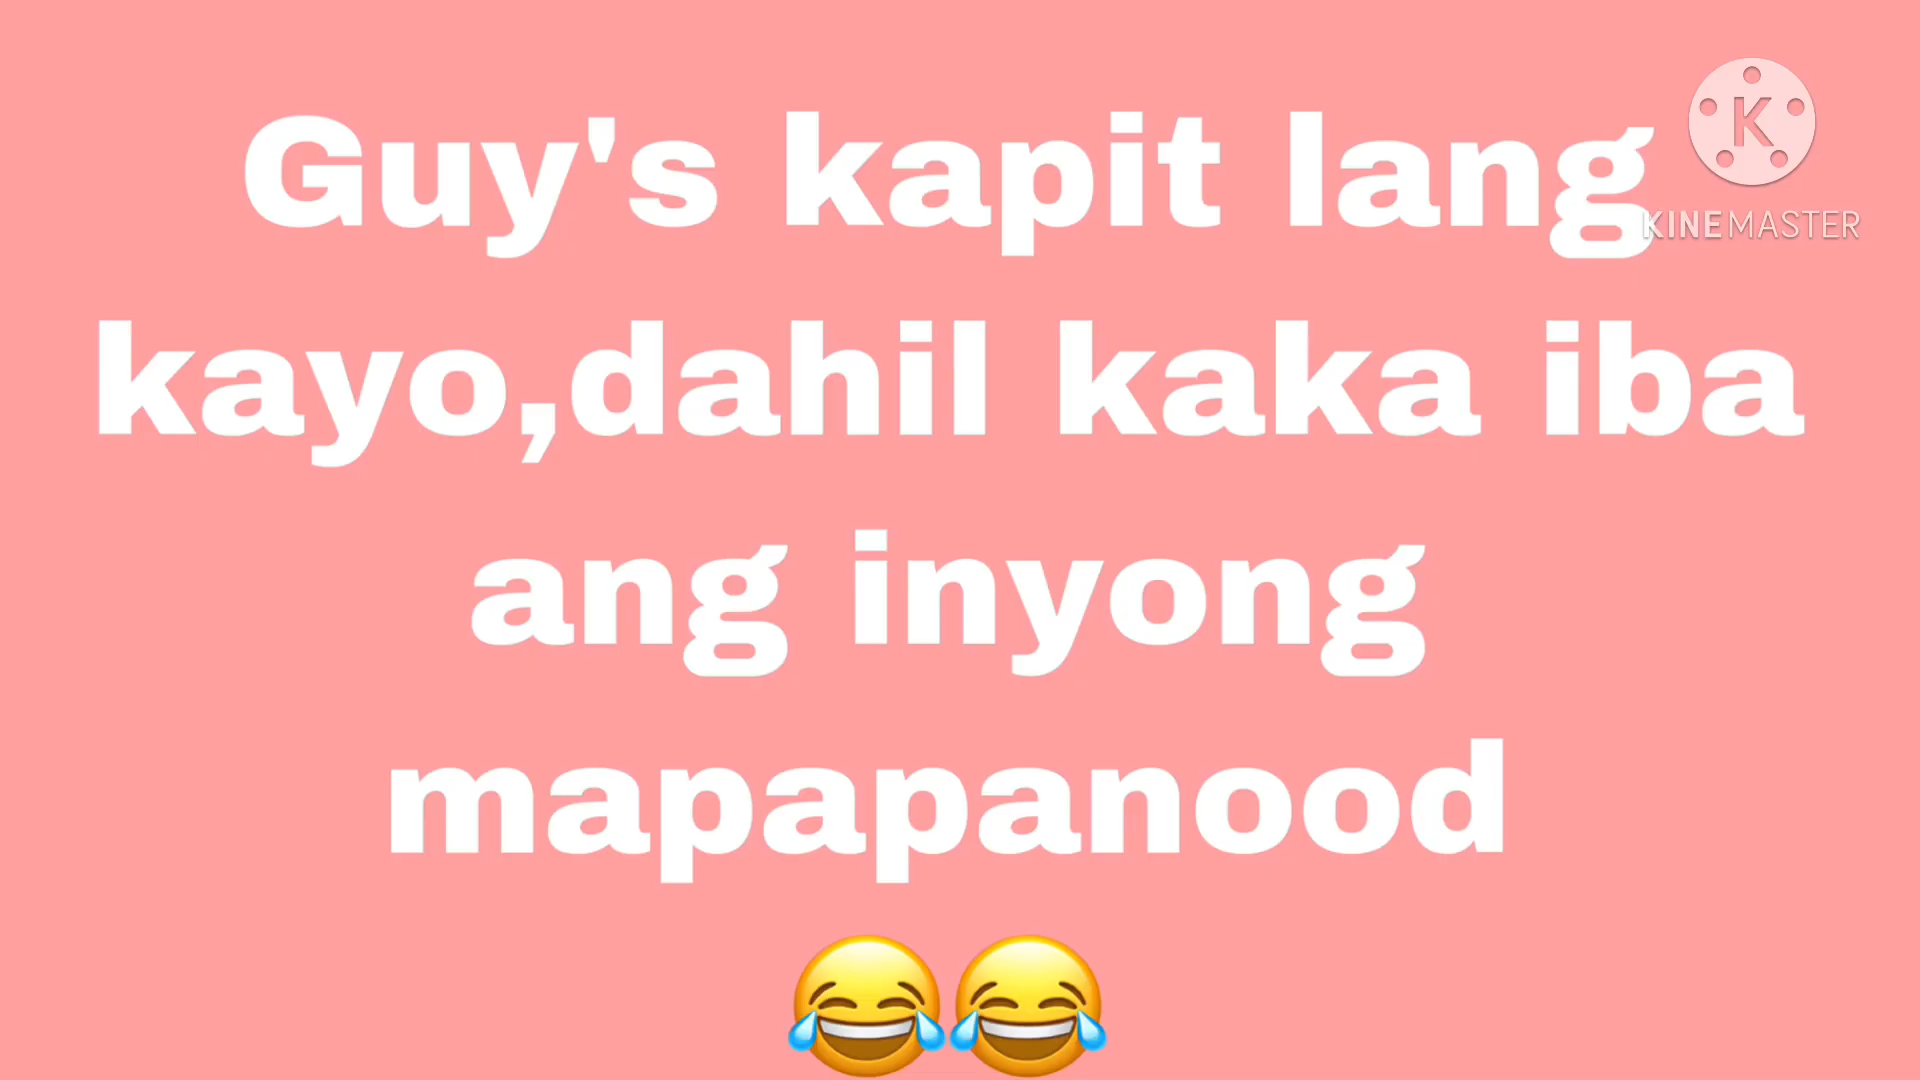 Guy's kapit lang
kayo,dahil kaka iba
ang inyong
mapapanood
😂😂
K
KINEMASTER